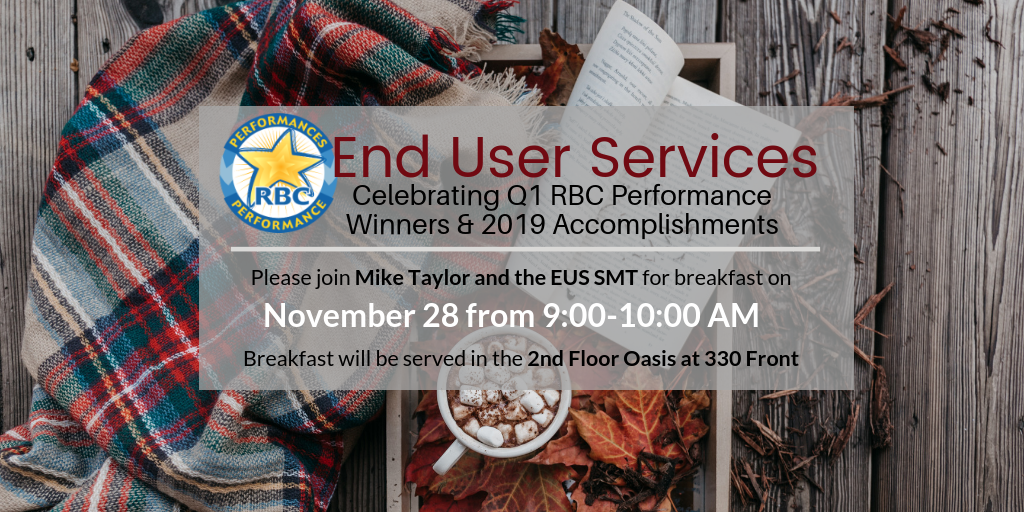 PERFORMANCES
RBC
PERFORMANCE
End User Services
Celebrating Q1 RBC Performance
Winners & 2019 Accomplishments
Please join Mike Taylor and the EUS SMT for breakfast on
November 28 from 9:00-10:00 AM
Breakfast will be served in the 2nd Floor Oasis at 330 Front